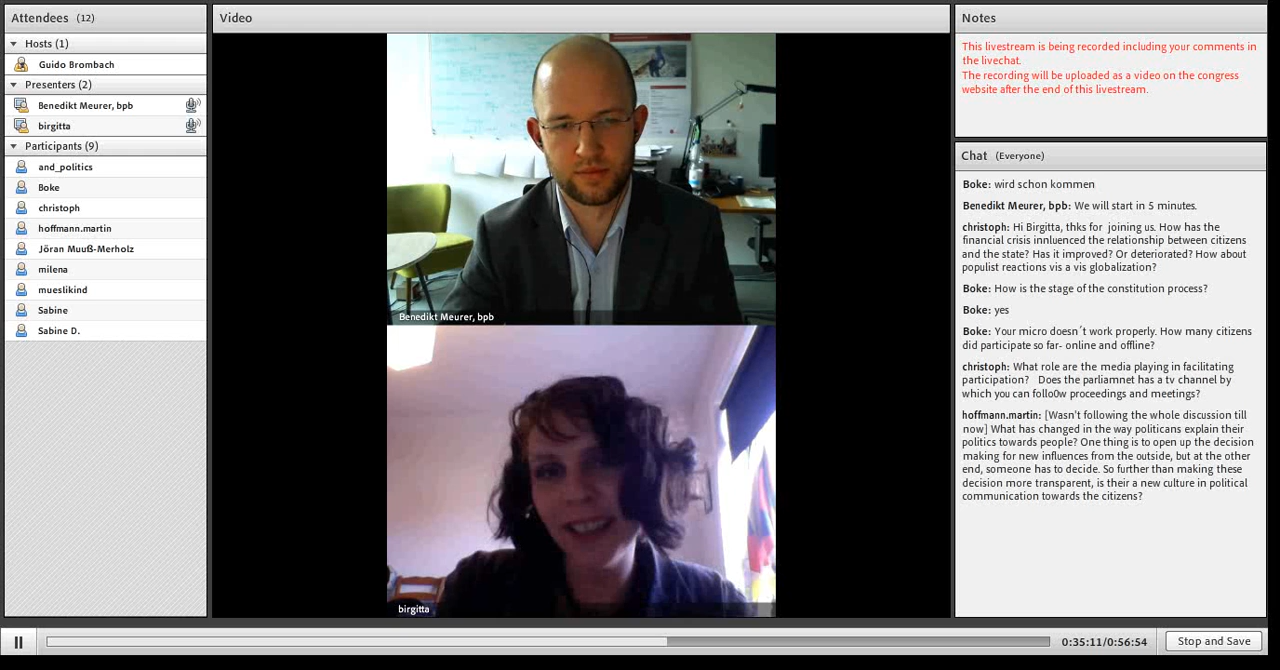 Attendees (12)
Hosts (1)
Guido Brombach
Presenters (2)
Benedikt Meurer, bpb
birgitta
Participants (9)
and_politics
Boke
christoph
hoffmann.martin
Jöran Muuß-Merholz
milena
mueslikind
Sabine
Sabine D.
Video
Benedikt Meurer, bpb
birgitta
Notes
This livestream is being recorded including your comments in
the livechat.
The recording will be uploaded as a video on the congress
website after the end of this livestream.
Chat (Everyone)
Boke: wird schon kommen
Benedikt Meurer, bpb: We will start in 5 minutes.
christoph: Hi Birgitta, thks for joining us. How has the
financial crisis innluenced the relationship between citizens
and the state? Has it improved? Or deteriorated? How about
populist reactions vis a vis globalization?
Boke: How is the stage of the constitution process?
Boke: yes
Boke: Your micro doesn´t work properly. How many citizens
did participate so far- online and offline?
christoph: What role are the media playing in facilitating
participation? Does the parliamnet has a tv channel by
which you can follo0w proceedings and meetings?
hoffmann.martin: [Wasn't following the whole discussion till
now] What has changed in the way politicans explain their
politics towards people? One thing is to open up the decision
making for new influences from the outside, but at the other
end, someone has to decide. So further than making these
decision more transparent, is their a new culture in political
communication towards the citizens?
0:35:11/0:56:54
Stop and Save